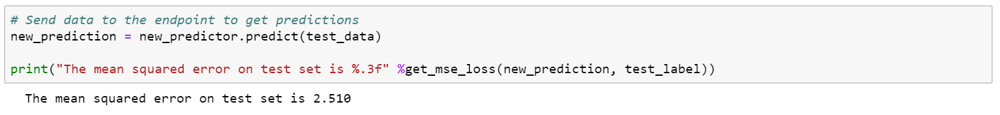 # Send data to the endpoint to get predictions
new_prediction = new_predictor.predict(test_data)
print("The mean squared error on test set is %.3f" %get_mse_loss(new_prediction, test_label))
The mean squared error on test set is 2.510